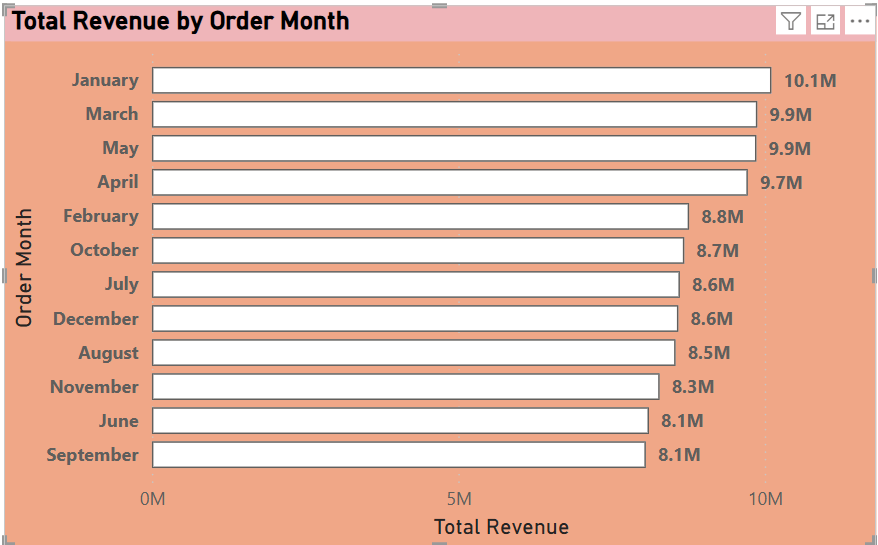 Total Revenue by Order Month
January 10.1M
March 9.9M
May 9.9M
April 9.7M
February 8.8M
October 8.7M
July 8.6M
December 8.6M
August 8.5M
November 8.3M
June 8.1M
September 8.1M
Order Month
0M 5M 10M
Total Revenue